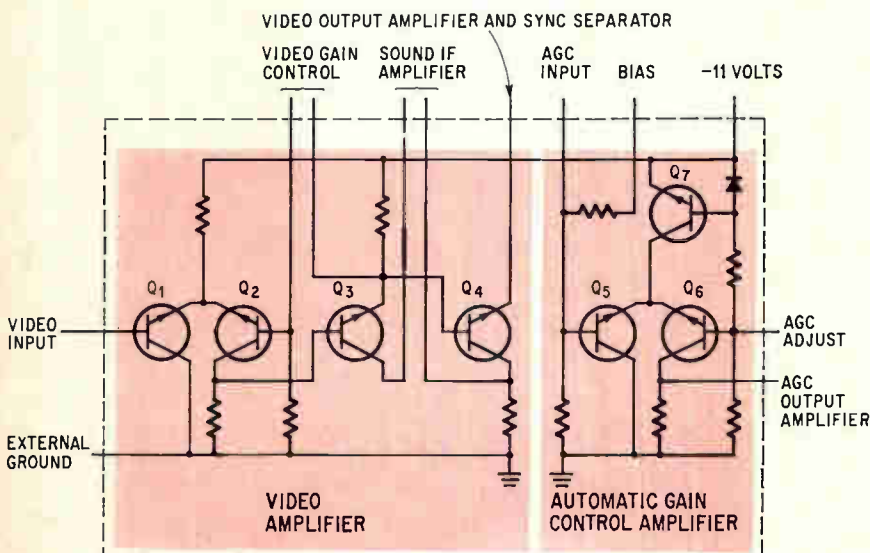 VIDEO OUTPUT AMPLIFIER AND SYNC SEPARATOR
VIDEO GAIN
CONTROL
SOUND IF
AMPLIFIER
AGC
INPUT
BIAS
-11 VOLTS
Q7
Q1
Q2
Q3
Q4
Q5
Q6
VIDEO
INPUT
AGC
ADJUST
AGC
OUTPUT
AMPLIFIER
EXTERNAL
GROUND
VIDEO
AMPLIFIER
AUTOMATIC GAIN
CONTROL AMPLIFIER